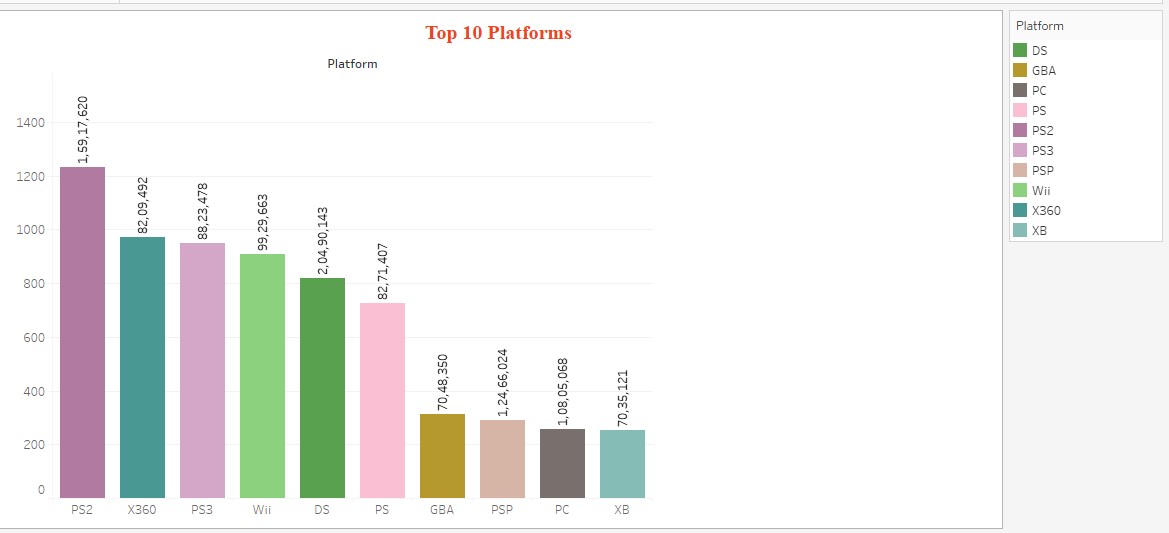 Top 10 Platforms
Platform
1400
1200
1000
800
600
400
200
0
1,59,17,620
82,09,492
88,23,478
99,29,663
2,04,90,143
82,71,407
70,48,350
1,24,66,024
1,08,05,068
70,35,121
PS2 X360 PS3 Wii DS PS GBA PSP PC XB
Platform
DS
GBA
PC
PS
PS2
PS3
PSP
Wii
X360
XB